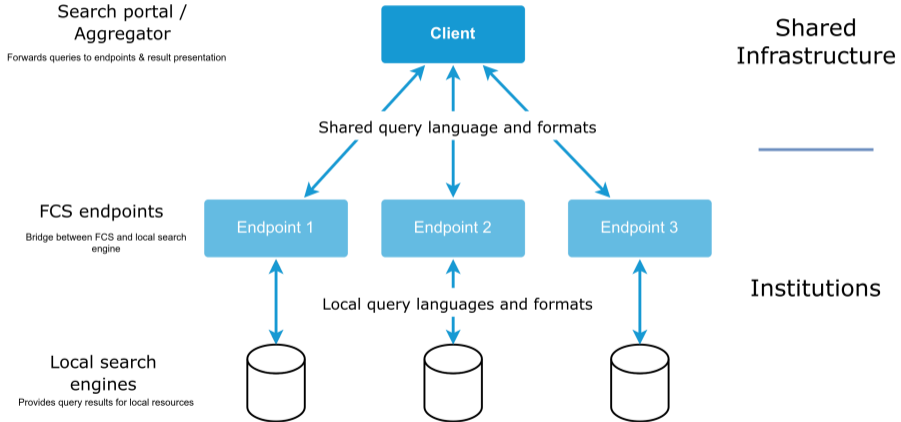 Search portal /
Aggregator
Forwards queries to endpoints & result presentation
Client
Shared
Infrastructure
Shared query language and formats
FCS endpoints
Bridge between FCS and local search
engine
Endpoint 1
Endpoint 2
Endpoint 3
Local query languages and formats
Institutions
Local search
engines
Provides query results for local resources